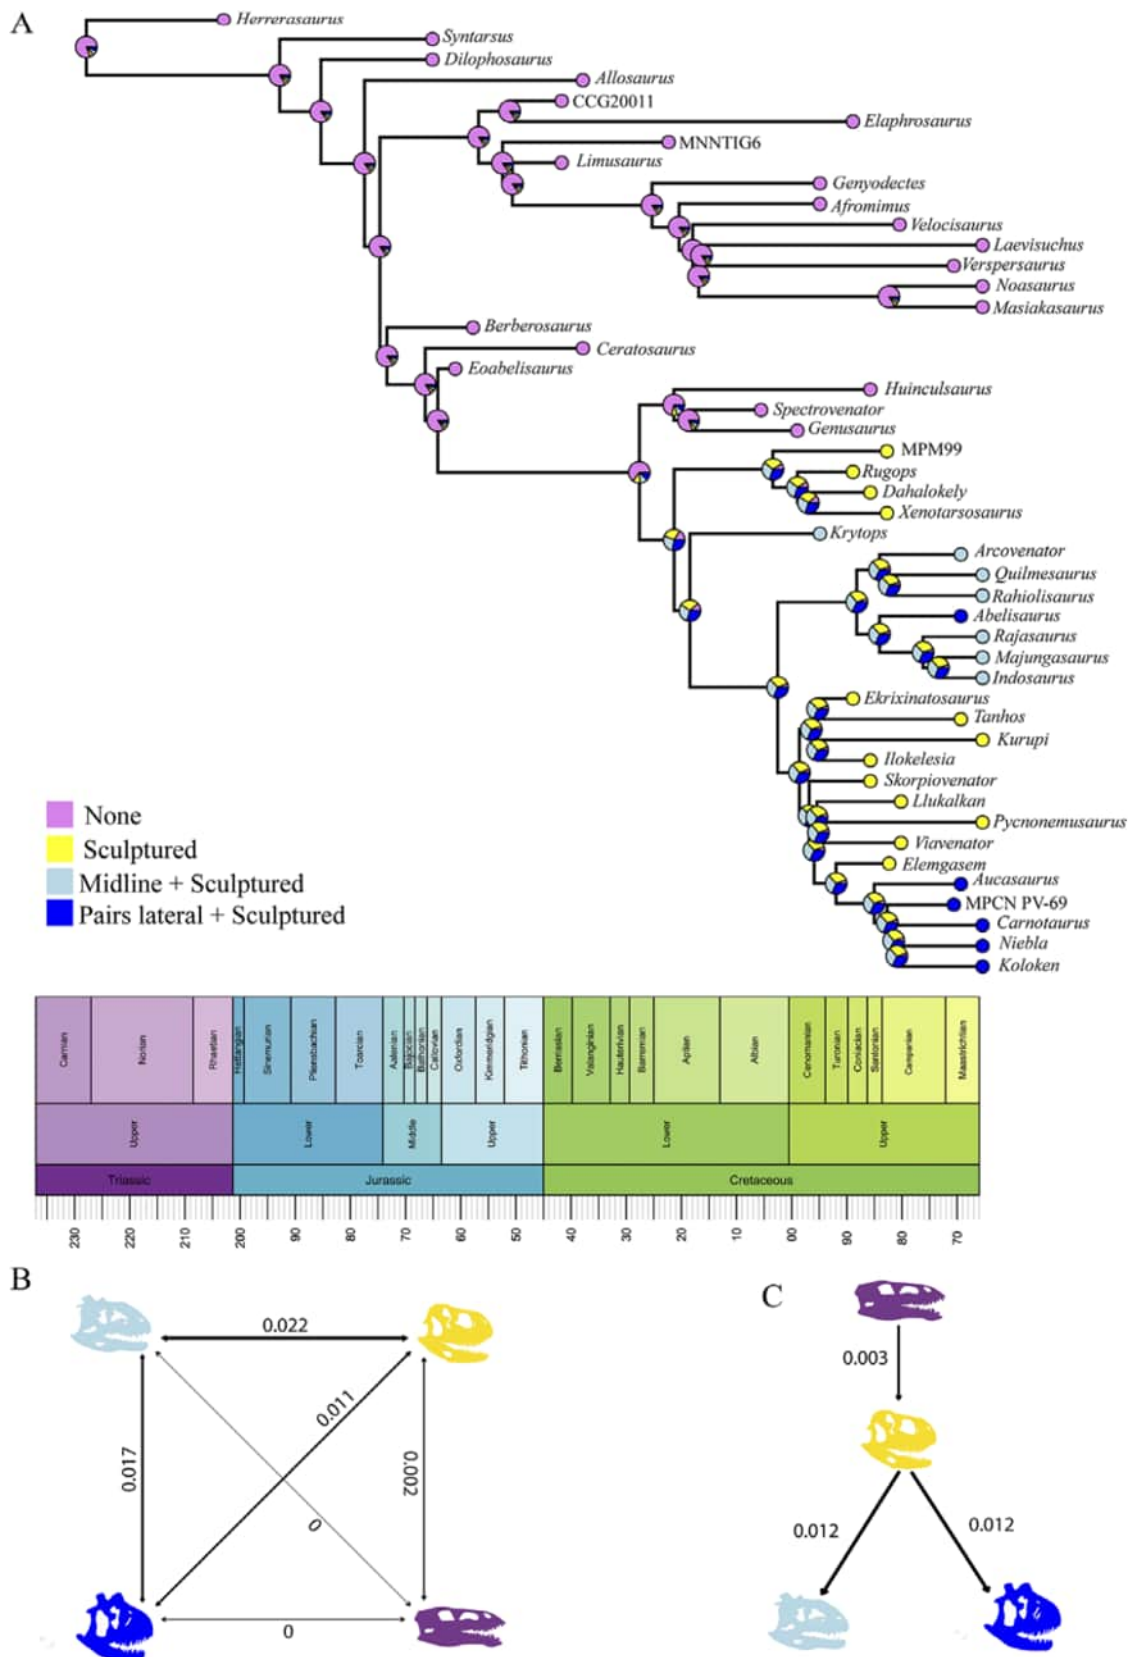 A
Herrerasaurus
Syntarsus
Dilophosaurus
Allosaurus
CCG20011
Elaphrosaurus
MNNTIG6
Limusaurus
Genyodectes
Afromimus
Velocisaurus
Laevisuchus
Verspersaurus
Noasaurus
Masiakasaurus
Berberosaurus
Ceratosaurus
Eoabelisaurus
Huinculsaurus
Spectrovenator
Genusaurus
MPM99
Rugops
Dahalokely
Xenotarsosaurus
Krytops
Arcovenator
Quilmesaurus
Rahiolisaurus
Abelisaurus
Rajasaurus
Majungasaurus
Indosaurus
Ekrixinatosaurus
Tanhos
Kurupi
Ilokelesia
Skorpiovenator
Llukalkan
Pycnonemusaurus
Viavenator
Elemgasem
Aucasaurus
MPCN PV-69
Carnotaurus
Niebla
Koloken
None
Sculptured
Midline + Sculptured
Pairs lateral + Sculptured
Carnian Norian Rhaetian Hettangian Sinemurian Pliensbachian Toarcian Aalenian Bajocian Bathonian Callovian Oxfordian Kimmeridgian Tithonian Berriasian Valanginian Hauterivian Barremian Aptian Albian Cenomanian Turonian Coniacian Santonian Campanian Maastrichtian
Upper Lower Middle Upper Lower Upper
Triassic Jurassic Cretaceous
230 220 210 200 90 80 70 60 50 40 30 20 10 00 90 80 70
B
0.022
0.011
0.017
0.002
0
0
C
0.003
0.012
0.012